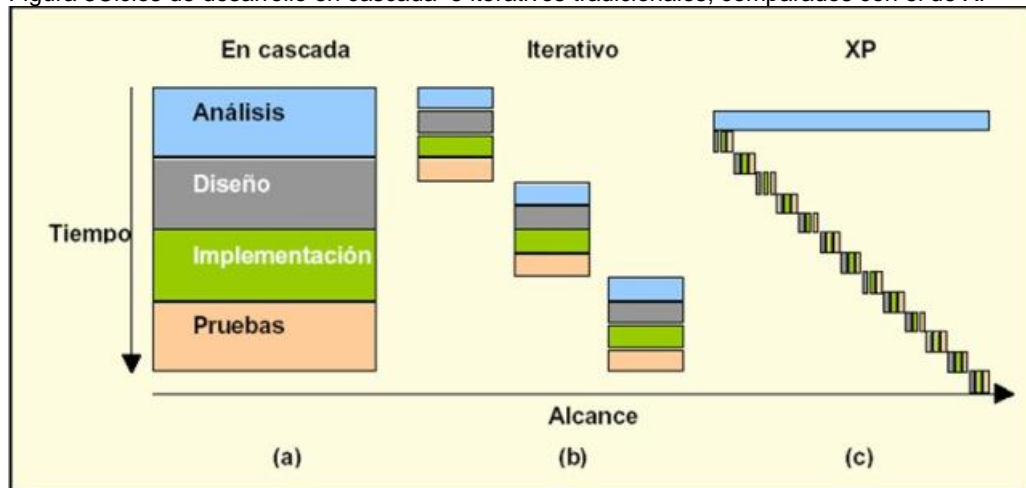 En cascada Iterativo XP
Análisis
Diseño
Tiempo
Implementación
Pruebas
Alcance
(a) (b) (c)